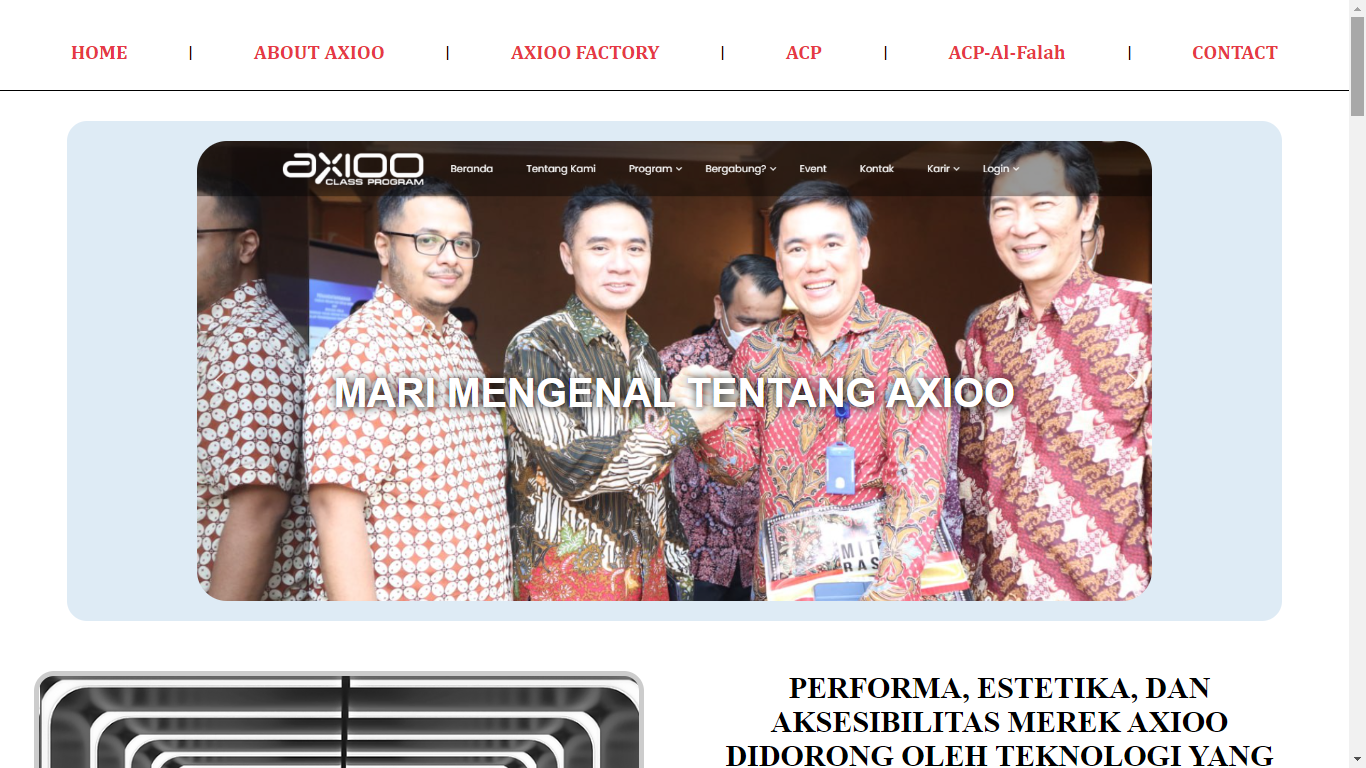 HOME | ABOUT AXIOO | AXIOO FACTORY | ACP | ACP-Al-Falah | CONTACT
axioo
CLASS PROGRAM
Beranda Tentang Kami Program Bergabung? Event Kontak Karir Login
MARI MENGENAL TENTANG AXIOO
MIT
RAS
PERFORMA, ESTETIKA, DAN
AKSESIBILITAS MEREK AXIOO
DIDORONG OLEH TEKNOLOGI YANG